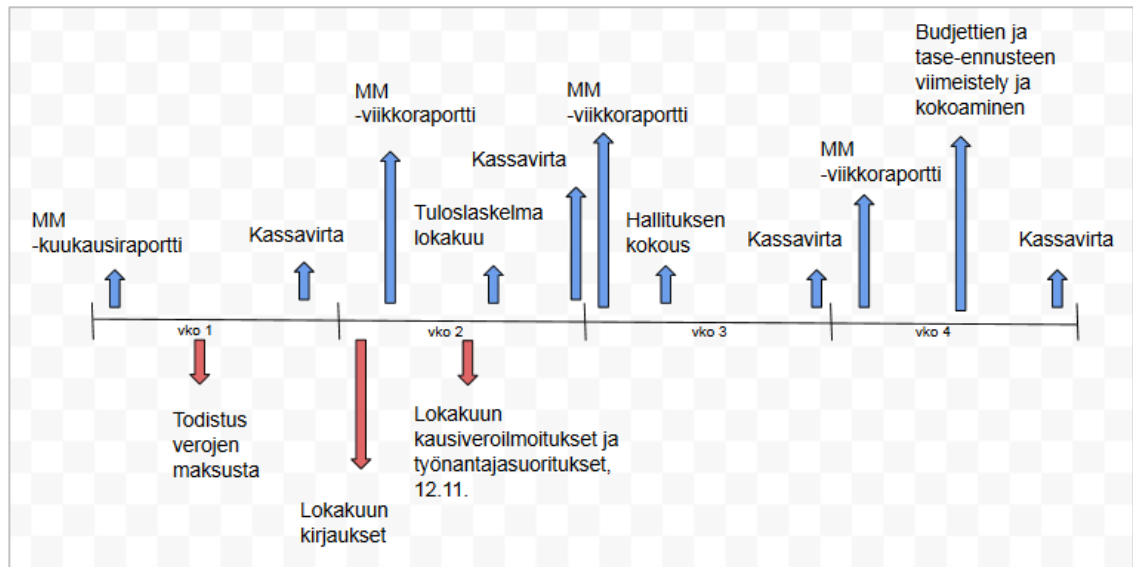 Budjettien ja
tase-ennusteen
viimeistely ja
kokoaminen
MM
-viikkoraportti
MM
-viikkoraportti
MM
-viikkoraportti
Kassavirta
Tuloslaskelma
lokakuu
MM
-kuukausiraportti
Kassavirta
Hallituksen
kokous
Kassavirta
Kassavirta
vko 1
vko 2
vko 3
vko 4
Todistus
verojen
maksusta
Lokakuun
kausiveroilmoitukset ja
työnantajasuoritukset,
12.11.
Lokakuun
kirjaukset